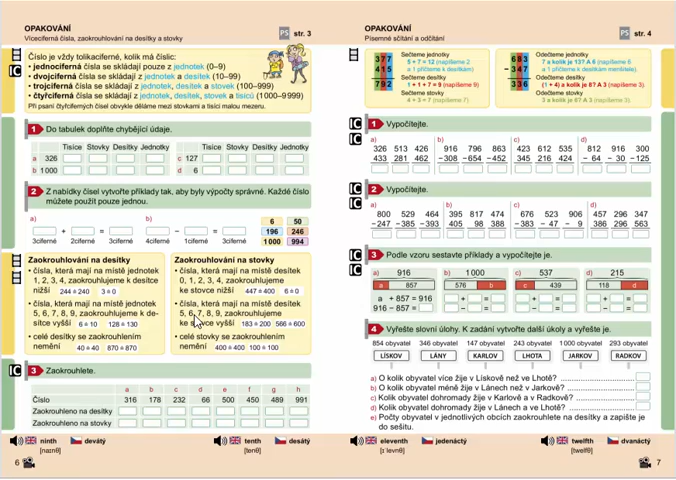 OPAKOVÁNÍ
Víceciferná čísla, zaokrouhlování na desítky a stovky
PS str. 3
Číslo je vždy tolikaciferné, kolik má číslic:
• jednociferná čísla se skládají pouze z jednotek (0–9)
• dvojciferná čísla se skládají z jednotek a desítek (10–99)
• trojciferná čísla se skládají z jednotek, desítek a stovek (100–999)
• čtyřciferná čísla se skládají z jednotek, desítek, stovek a tisíců (1000–9999)
Při psaní čtyřciferných čísel obvykle děláme mezi stovkami a tisíci malou mezeru.
1 Do tabulek doplňte chybějící údaje.
Tisíce Stovky Desítky Jednotky Tisíce Stovky Desítky Jednotky
a 326 c 127
b 1 000 d 6
2 Z nabídky čísel vytvořte příklady tak, aby byly výpočty správné. Každé číslo
můžete použít pouze jednou.
a) b) 6 50
+ = − = 196 246
3ciferné 2ciferné 3ciferné 4ciferné 1ciferné 3ciferné 1 000 994
Zaokrouhlování na desítky
• čísla, která mají na místě jednotek
1, 2, 3, 4, zaokrouhlujeme k desítce
nižší 244 ≐ 240 3 ≐ 0
• čísla, která mají na místě jednotek
5, 6, 7, 8, 9, zaokrouhlujeme k de-
sítce vyšší 6 ≐ 10 128 ≐ 130
• celé desítky se zaokrouhlením
nemění 40 ≐ 40 870 ≐ 870
Zaokrouhlování na stovky
• čísla, která mají na místě desítek
0, 1, 2, 3, 4, zaokrouhlujeme
ke stovce nižší 447 ≐ 400 6 ≐ 0
• čísla, která mají na místě desítek
5, 6, 7, 8, 9, zaokrouhlujeme
ke stovce vyšší 183 ≐ 200 566 ≐ 600
• celé stovky se zaokrouhlením
nemění 400 ≐ 400 100 ≐ 100
3 Zaokrouhlete.
a b c d e f g h
Číslo 316 178 232 66 500 450 489 991
Zaokrouhleno na desítky
Zaokrouhleno na stovky
ninth devátý
[naɪnθ]
tenth desátý
[tenθ]
6
OPAKOVÁNÍ
Písemné sčítání a odčítání
PS str. 4
377
415
792
Sečteme jednotky
5 + 7 = 12 (napíšeme 2
a 1 přičteme k desítkám)
Sečteme desítky
1 + 1 + 7 = 9 (napíšeme 9)
Sečteme stovky
4 + 3 = 7 (napíšeme 7)
683
−347
336
Odečteme jednotky
7 a kolik je 13? A 6 (napíšeme 6
a 1 přičteme k desítkám menšitele)
Odečteme desítky
(1 + 4) a kolik je 8? A 3 (napíšeme 3)
Odečteme stovky
3 a kolik je 6? A 3 (napíšeme 3).
1 Vypočítejte.
a) b) c) d)
326 513 426 916 796 863 423 612 535 812 916 300
433 281 462 −308 −654 −452 345 216 424 − 64 − 30 −125
2 Vypočítejte.
a) b) c) d)
800 529 464 395 817 474 676 523 906 457 296 347
−247 −385 −393 405 98 388 −383 − 47 − 9 386 296 563
3 Podle vzoru sestavte příklady a vypočítejte je.
a) 916 b) 1 000 c) 537 d) 215
a 857 576 b c 439 118 d
a + 857 = 916 + = + = + =
916 − 857 = − = − = − =
4 Vyřešte slovní úlohy. K zadání vytvořte další úkoly a vyřešte je.
854 obyvatel 346 obyvatel 147 obyvatel 243 obyvatel 1 000 obyvatel 293 obyvatel
LÍSKOV LÁNY KARLOV LHOTA JARKOV RADKOV
a) O kolik obyvatel více žije v Lískově než ve Lhotě?
b) O kolik obyvatel méně žije v Lánech než v Jarkově?
c) Kolik obyvatel dohromady žije v Karlově a v Radkově?
d) Kolik obyvatel dohromady žije v Lánech a ve Lhotě?
e) Počty obyvatel v jednotlivých obcích zaokrouhlete na desítky a zapište je
do sešitu.
eleventh jedenáctý
[ɪˈlevnθ]
twelfth dvanáctý
[twelfθ]
7